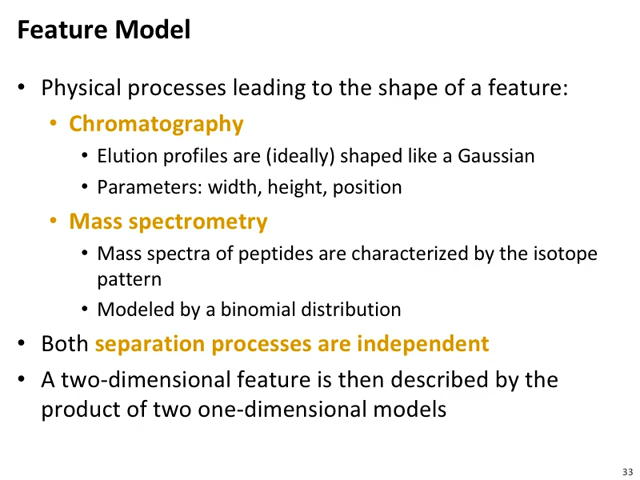 Feature Model
• Physical processes leading to the shape of a feature:
• Chromatography
• Elution profiles are (ideally) shaped like a Gaussian
• Parameters: width, height, position
• Mass spectrometry
• Mass spectra of peptides are characterized by the isotope
pattern
• Modeled by a binomial distribution
• Both separation processes are independent
• A two-dimensional feature is then described by the
product of two one-dimensional models
33